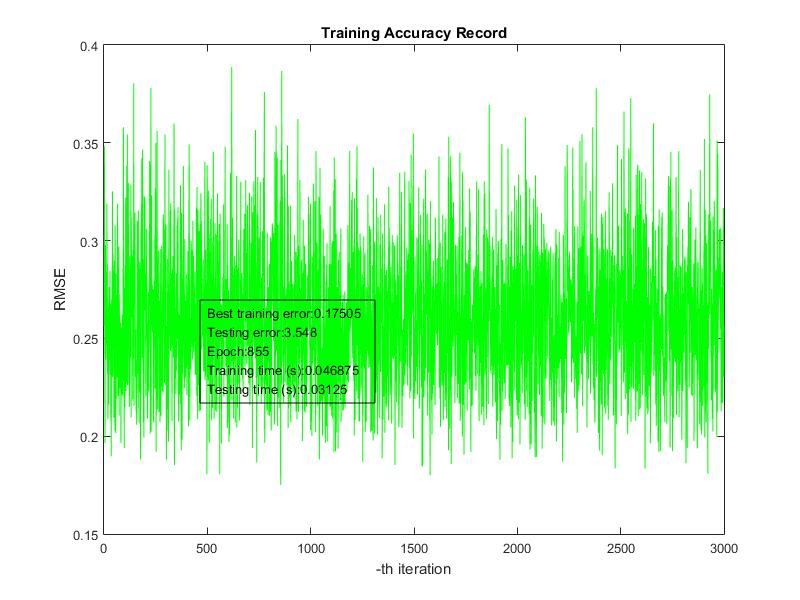 Training Accuracy Record
0.4
0.35
0.3
0.25
0.2
0.15
RMSE
Best training error:0.17505
Testing error:3.548
Epoch:855
Training time (s):0.046875
Testing time (s):0.03125
0 500 1000 1500 2000 2500 3000
-th iteration